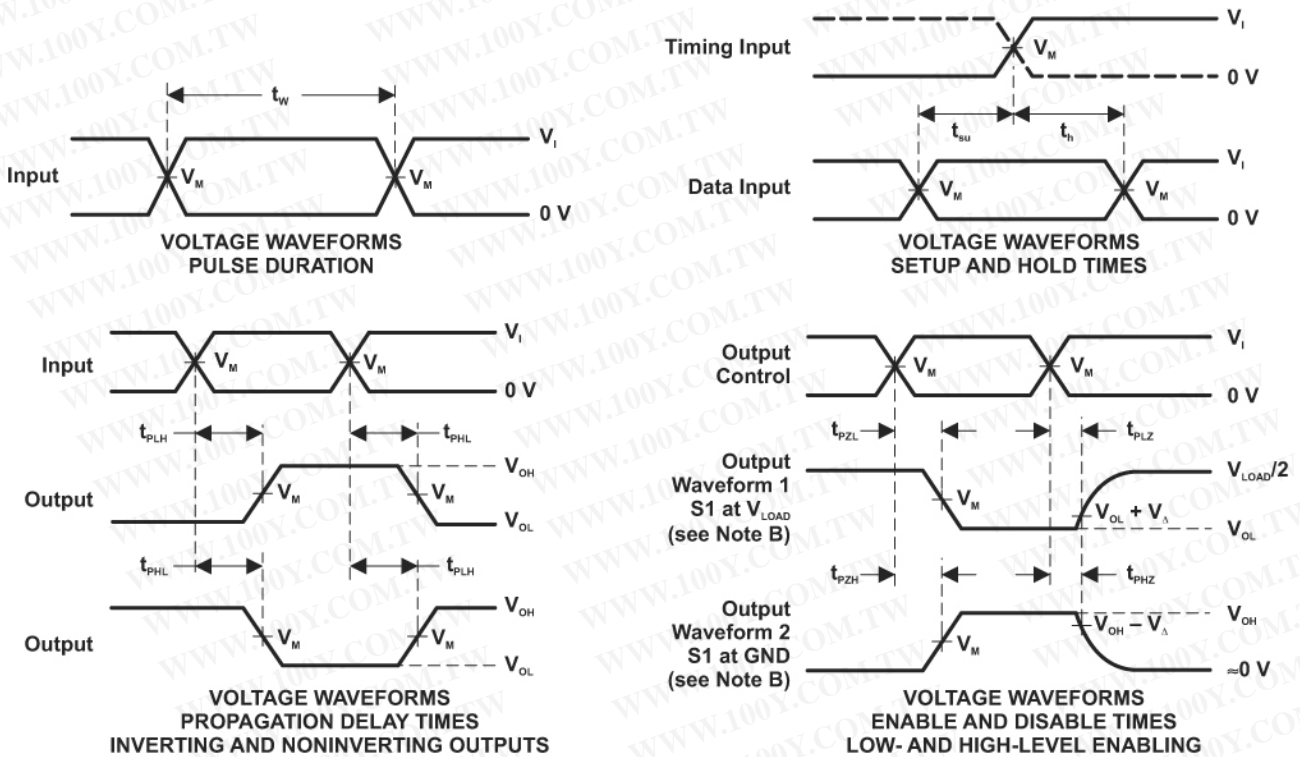 t_W
Input
V_M
V_M
V_I
0 V
VOLTAGE WAVEFORMS
PULSE DURATION
Timing Input
V_M
V_I
0 V
t_su
t_h
Data Input
V_M
V_M
V_I
0 V
VOLTAGE WAVEFORMS
SETUP AND HOLD TIMES
Input
V_M
V_M
V_I
0 V
t_PLH
t_PHL
Output
V_M
V_M
V_OH
V_OL
t_PHL
t_PLH
Output
V_M
V_M
V_OH
V_OL
VOLTAGE WAVEFORMS
PROPAGATION DELAY TIMES
INVERTING AND NONINVERTING OUTPUTS
Output
Control
V_M
V_M
V_I
0 V
t_PZL
t_PLZ
Output
Waveform 1
S1 at V_LOAD
(see Note B)
V_M
V_OL + V_Δ
V_LOAD/2
V_OL
t_PZH
t_PHZ
Output
Waveform 2
S1 at GND
(see Note B)
V_M
V_OH − V_Δ
V_OH
≈0 V
VOLTAGE WAVEFORMS
ENABLE AND DISABLE TIMES
LOW- AND HIGH-LEVEL ENABLING
WWW.100Y.COM.TW